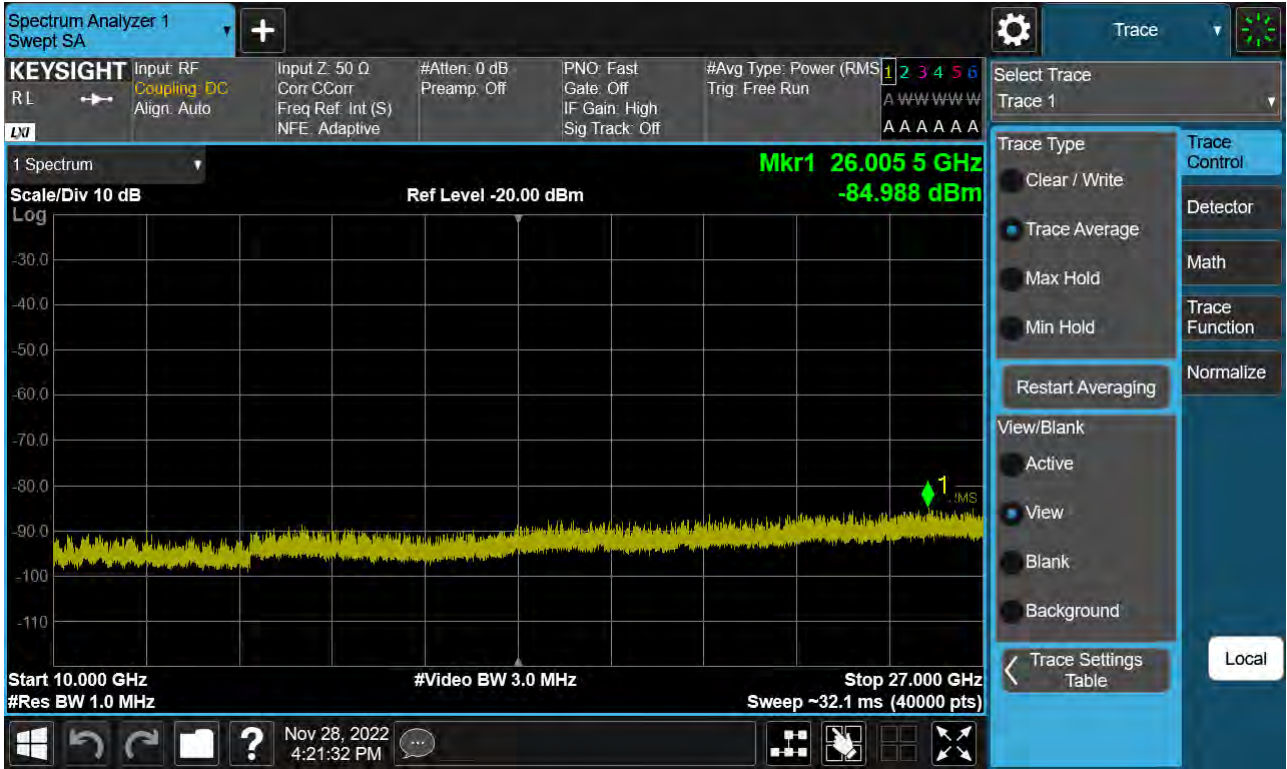 Spectrum Analyzer 1
Swept SA
+
Trace
KEYSIGHT
R L
LXI
Input: RF
Coupling: DC
Align: Auto
Input Z: 50 Ω
Corr CCorr
Freq Ref: Int (S)
NFE: Adaptive
#Atten: 0 dB
Preamp: Off
PNO: Fast
Gate: Off
IF Gain: High
Sig Track: Off
#Avg Type: Power (RMS
Trig: Free Run
1 2 3 4 5 6
A W W W W W
A A A A A A
Select Trace
Trace 1
1 Spectrum
Scale/Div 10 dB
Log
Ref Level -20.00 dBm
Mkr1 26.005 5 GHz
-84.988 dBm
-30.0
-40.0
-50.0
-60.0
-70.0
-80.0
-90.0
-100
-110
1
Start 10.000 GHz
#Res BW 1.0 MHz
#Video BW 3.0 MHz
Stop 27.000 GHz
Sweep ~32.1 ms (40000 pts)
Trace Type
Clear / Write
Trace Average
Max Hold
Min Hold
Restart Averaging
View/Blank
Active
View
Blank
Background
Trace Settings
Table
Trace
Control
Detector
Math
Trace
Function
Normalize
Local
?
Nov 28, 2022
4:21:32 PM